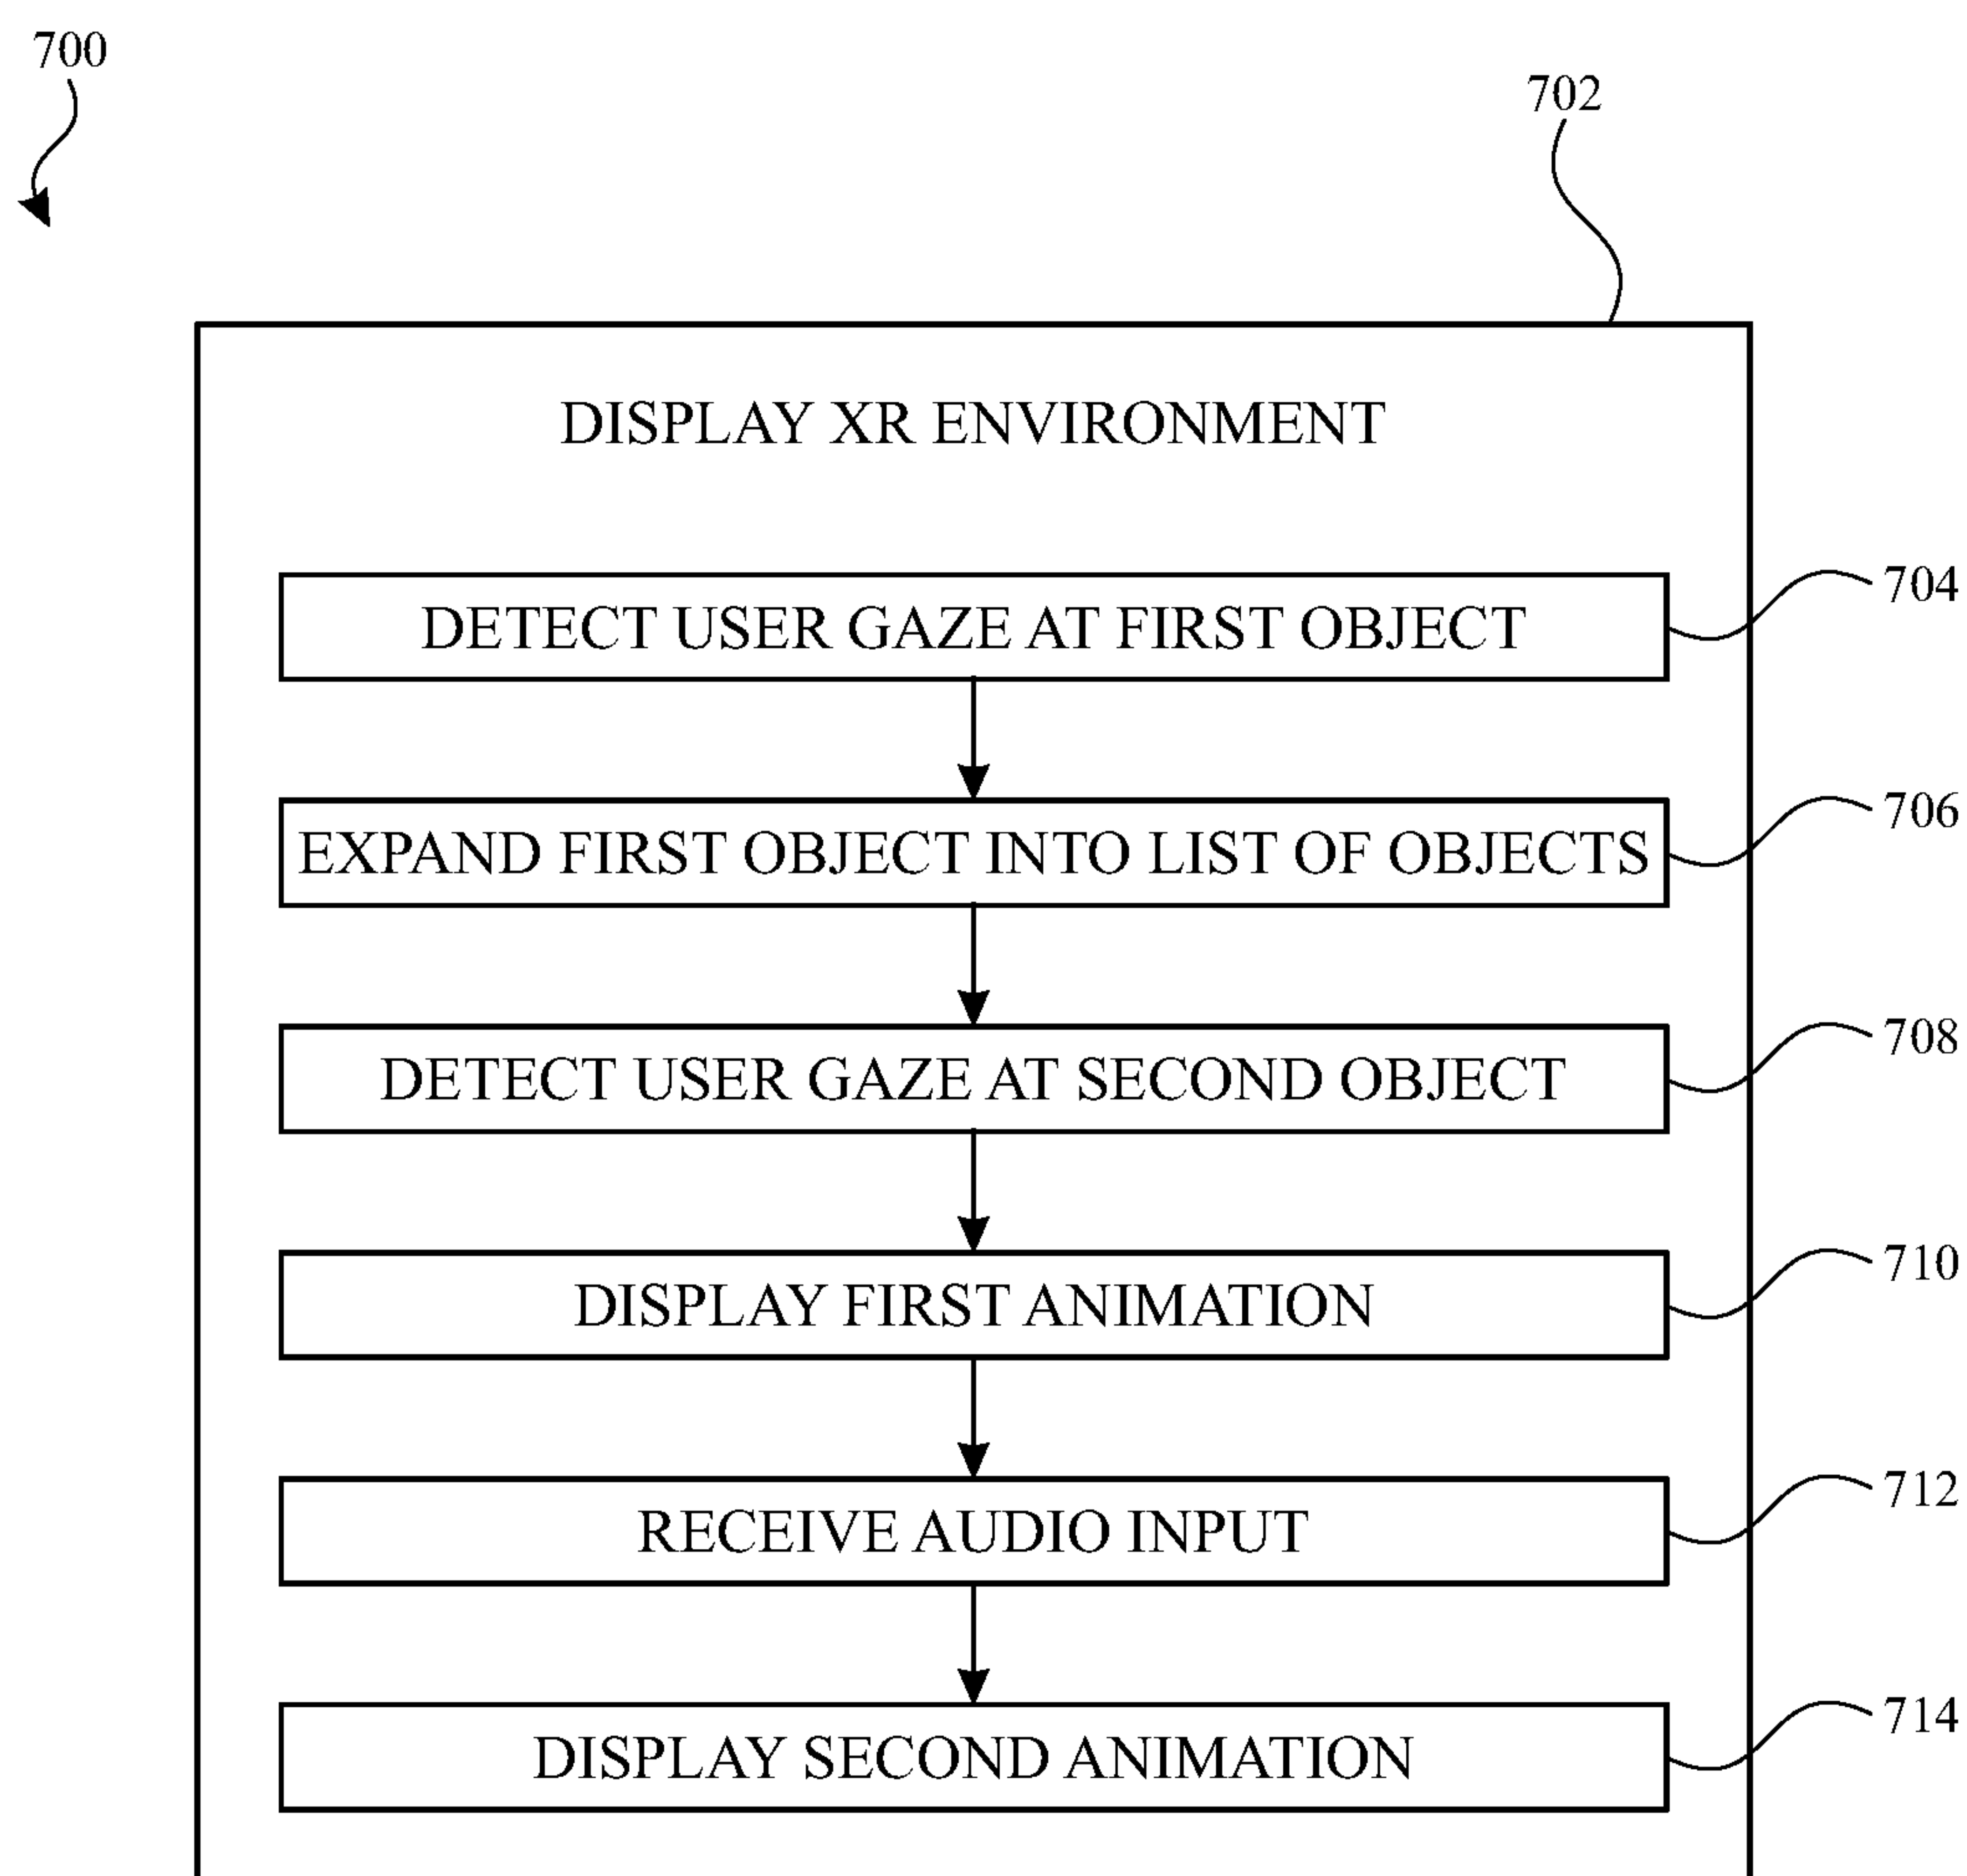 700
702
DISPLAY XR ENVIRONMENT
DETECT USER GAZE AT FIRST OBJECT
704
EXPAND FIRST OBJECT INTO LIST OF OBJECTS
706
DETECT USER GAZE AT SECOND OBJECT
708
DISPLAY FIRST ANIMATION
710
RECEIVE AUDIO INPUT
712
DISPLAY SECOND ANIMATION
714